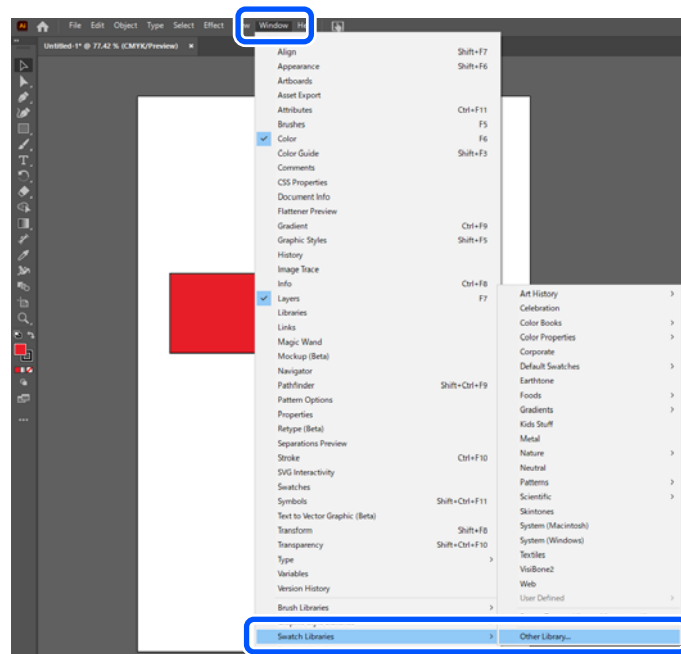 Ai File Edit Object Type Select Effect Window
Untitled-1* @ 77.42 % (CMYK/Preview) ×
Align Shift+F7
Appearance Shift+F6
Artboards
Asset Export
Attributes Ctrl+F11
Brushes F5
Color F6
Color Guide Shift+F3
Comments
CSS Properties
Document Info
Flattener Preview
Gradient Ctrl+F9
Graphic Styles Shift+F5
History
Image Trace
Info Ctrl+F8
Layers F7
Libraries
Links
Magic Wand
Mockup (Beta)
Navigator
Pathfinder Shift+Ctrl+F9
Pattern Options
Properties
Retype (Beta)
Separations Preview
Stroke Ctrl+F10
SVG Interactivity
Swatches
Symbols Shift+Ctrl+F11
Text to Vector Graphic (Beta)
Transform Shift+F8
Transparency Shift+Ctrl+F10
Type
Variables
Version History
Brush Libraries
Swatch Libraries
Art History
Celebration
Color Books
Color Properties
Corporate
Default Swatches
Earthtone
Foods
Gradients
Kids Stuff
Metal
Nature
Neutral
Patterns
Scientific
Skintones
System (Macintosh)
System (Windows)
Textiles
VisiBone2
Web
User Defined
Other Library...